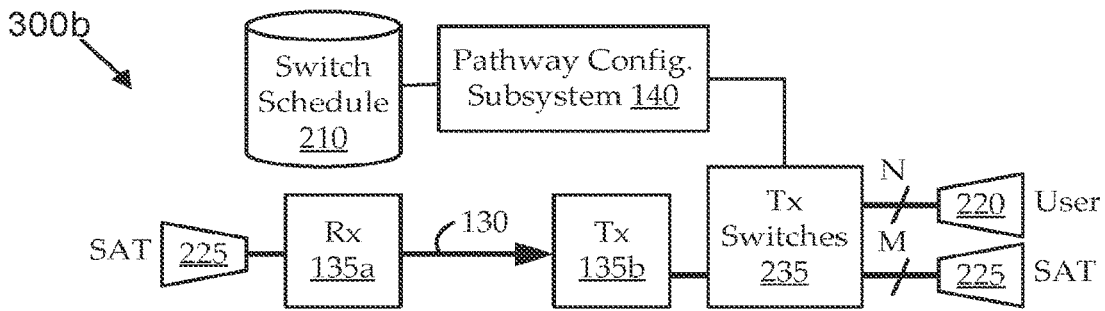 300b
Switch
Schedule
210
Pathway Config.
Subsystem 140
SAT
225
Rx
135a
130
Tx
135b
Tx
Switches
235
N
220
User
M
225
SAT